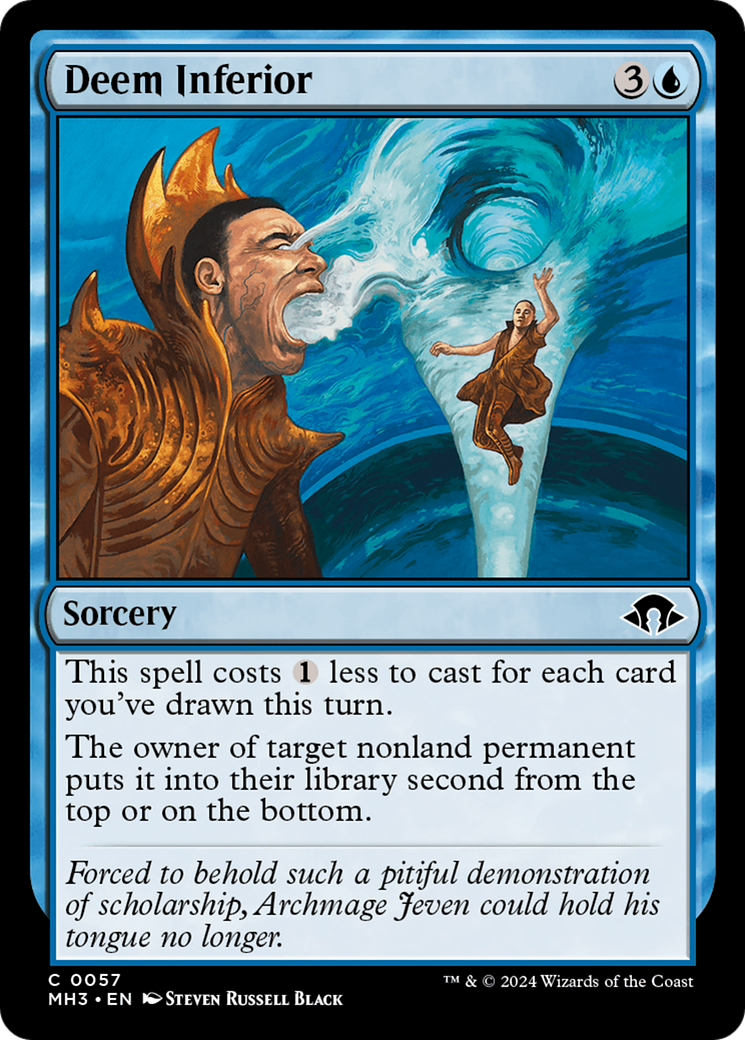 Deem Inferior 3
Sorcery
This spell costs 1 less to cast for each card
you've drawn this turn.
The owner of target nonland permanent
puts it into their library second from the
top or on the bottom.
Forced to behold such a pitiful demonstration
of scholarship, Archmage Jeven could hold his
tongue no longer.
C 0057
MH3 • EN Steven Russell Black
™ & © 2024 Wizards of the Coast